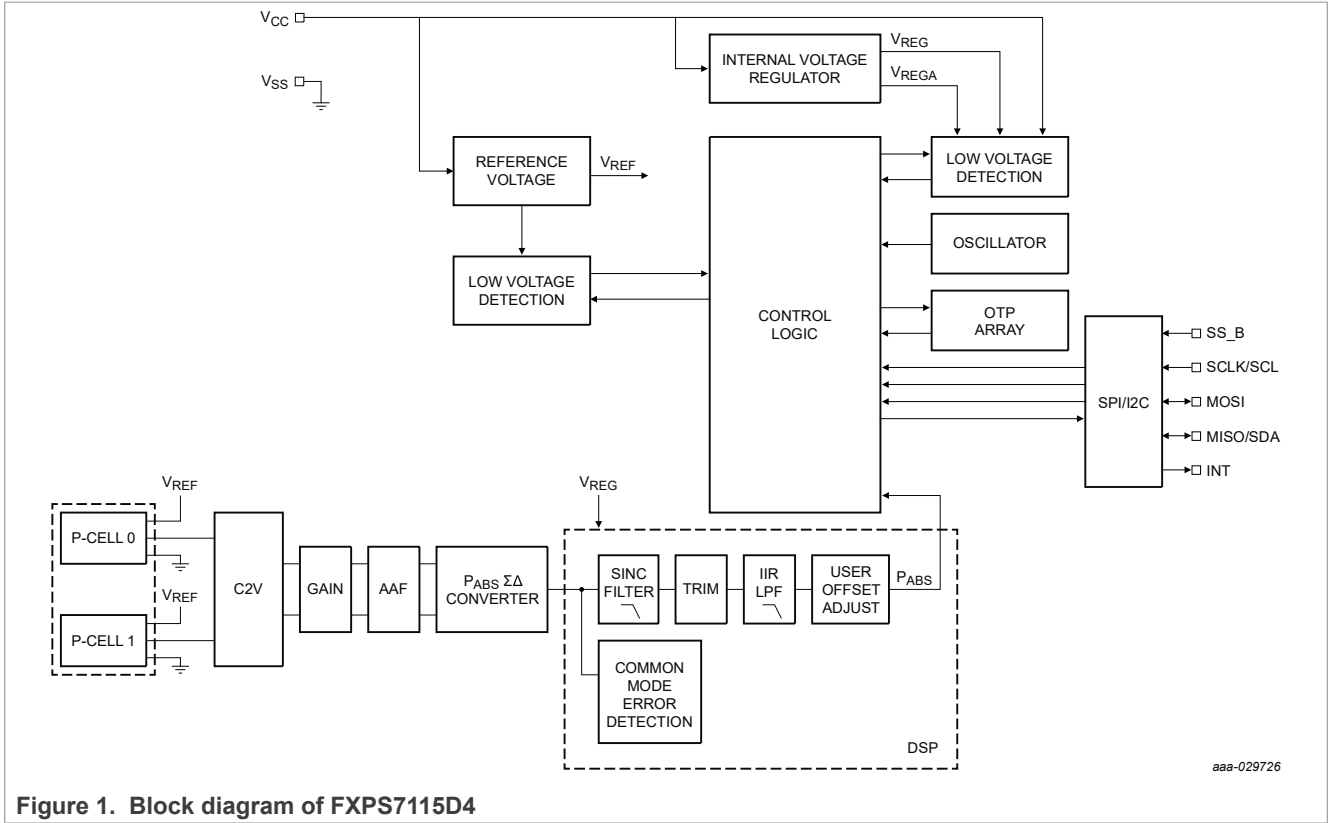 VCC
VSS
INTERNAL VOLTAGE
REGULATOR
VREG
VREGA
REFERENCE
VOLTAGE
VREF
LOW VOLTAGE
DETECTION
LOW VOLTAGE
DETECTION
OSCILLATOR
CONTROL
LOGIC
OTP
ARRAY
SPI/I2C
SS_B
SCLK/SCL
MOSI
MISO/SDA
INT
VREF
P-CELL 0
VREF
P-CELL 1
C2V
GAIN
AAF
PABS ΣΔ
CONVERTER
VREG
SINC
FILTER
TRIM
IIR
LPF
USER
OFFSET
ADJUST
PABS
COMMON
MODE
ERROR
DETECTION
DSP
aaa-029726
Figure 1. Block diagram of FXPS7115D4